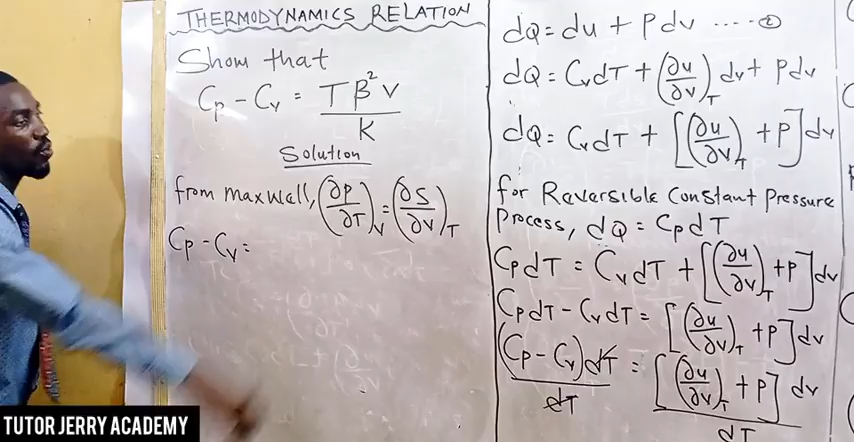 THERMODYNAMICS RELATION
Show that
Cp - Cv = Tβ²V / K
Solution
from maxwell, (∂P/∂T)V = (∂S/∂V)T
Cp - Cv =
dQ = du + Pdv ..... ②
dQ = CvdT + (∂u/∂v)T dv + Pdv
dQ = CvdT + [(∂u/∂v)T + P]dv
for Reversible Constant Pressure
Process, dQ = CpdT
CpdT = CvdT + [(∂u/∂v)T + P]dv
CpdT - CvdT = [(∂u/∂v)T + P]dv
(Cp - Cv)dT / dT = [(∂u/∂v)T + P] dv / dT
TUTOR JERRY ACADEMY